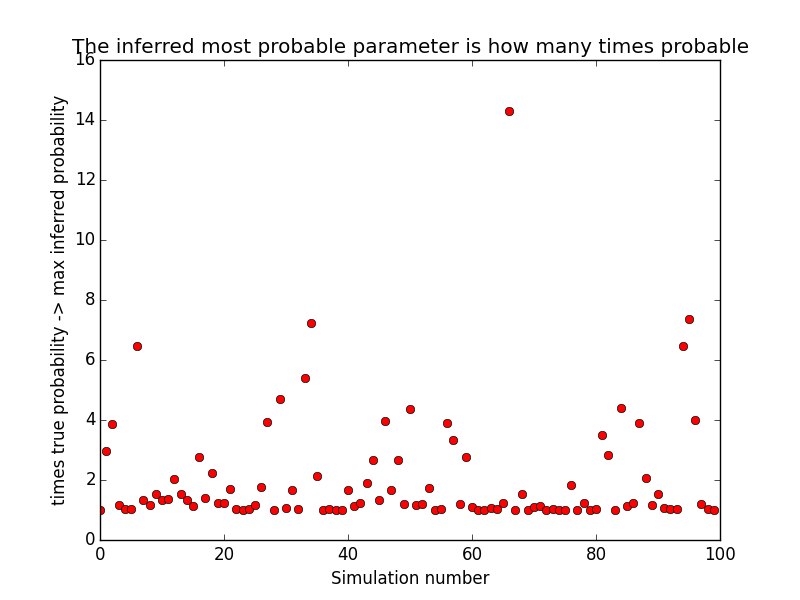 The inferred most probable parameter is how many times probable
times true probability -> max inferred probability
16
14
12
10
8
6
4
2
0
0 20 40 60 80 100
Simulation number